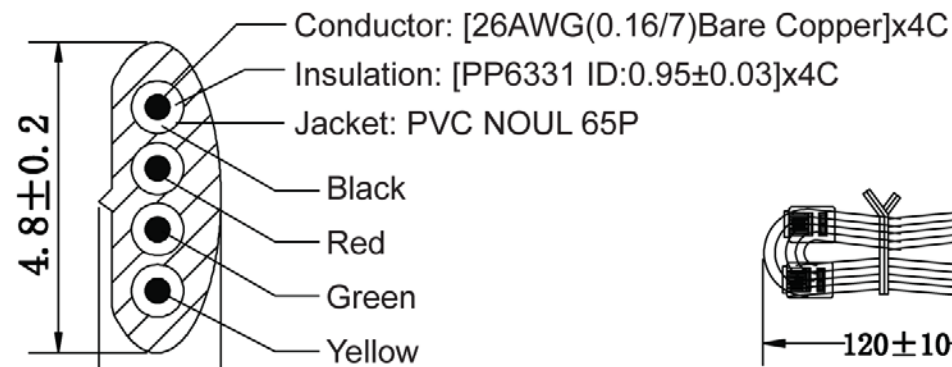 Conductor: [26AWG(0.16/7)Bare Copper]x4C
Insulation: [PP6331 ID:0.95±0.03]x4C
Jacket: PVC NOUL 65P
4.8±0.2
Black
Red
Green
Yellow
120±10